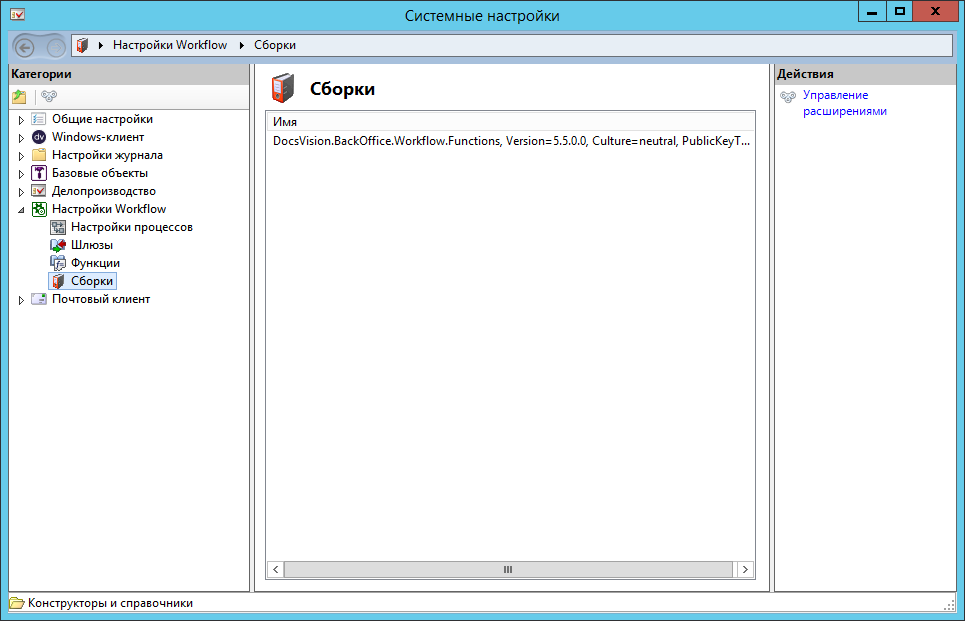 Системные настройки
Настройки Workflow
Сборки
Категории
Общие настройки
dv Windows-клиент
Настройки журнала
Базовые объекты
Делопроизводство
Настройки Workflow
Настройки процессов
Шлюзы
Функции
Сборки
Почтовый клиент
Сборки
Имя
DocsVision.BackOffice.Workflow.Functions, Version=5.5.0.0, Culture=neutral, PublicKeyT...
Действия
Управление
расширениями
Конструкторы и справочники